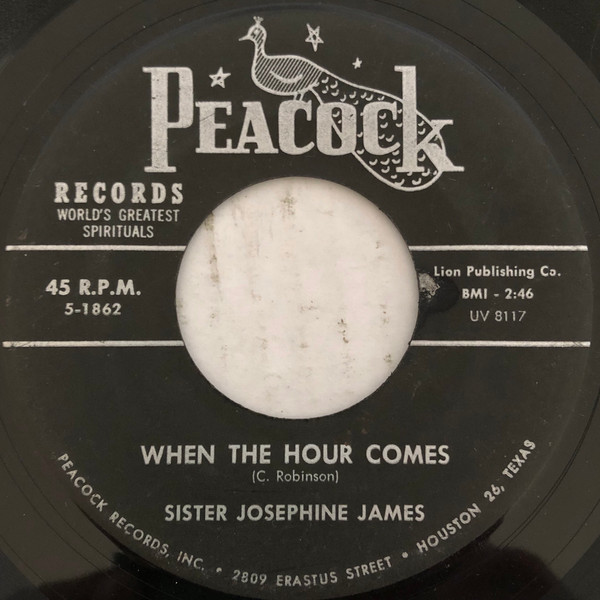 PEACOCK
RECORDS
WORLD'S GREATEST
SPIRITUALS
45 R.P.M.
5-1862
Lion Publishing Co.
BMI - 2:46
UV 8117
WHEN THE HOUR COMES
(C. Robinson)
SISTER JOSEPHINE JAMES
PEACOCK RECORDS, INC. • 2809 ERASTUS STREET • HOUSTON 26, TEXAS